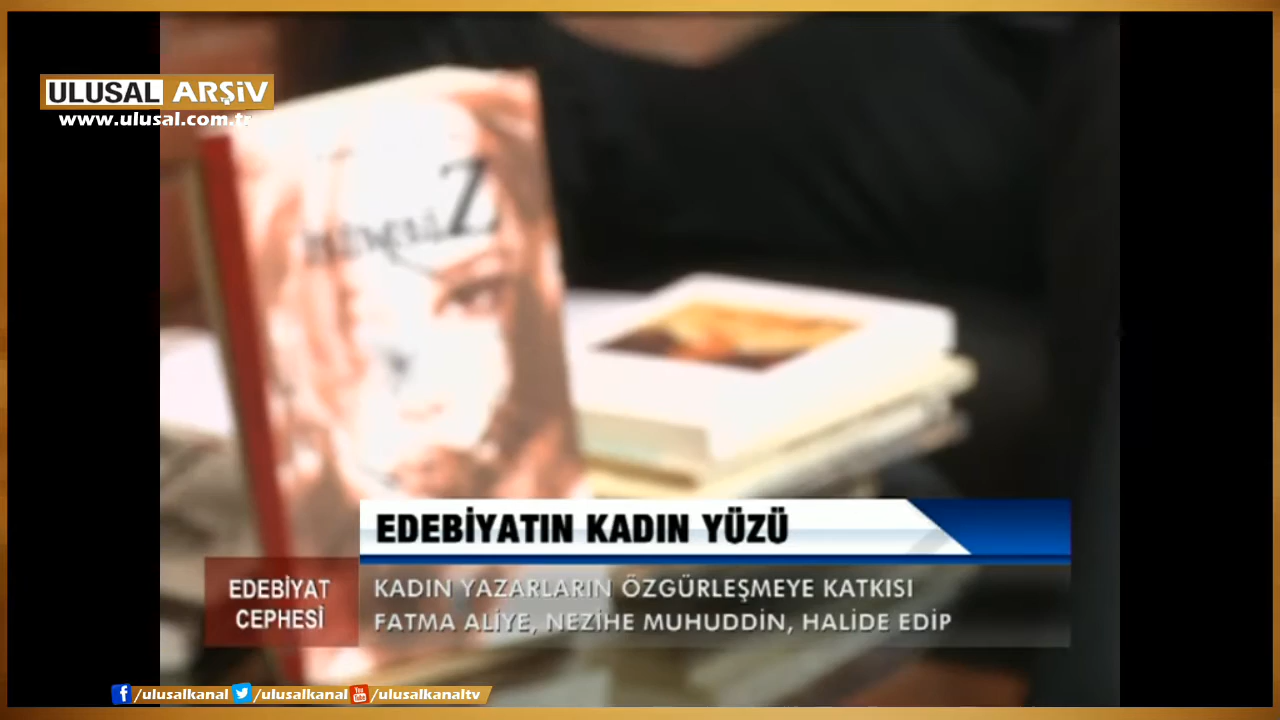 ULUSAL ARŞiV
www.ulusal.com.tr
EDEBİYATIN KADIN YÜZÜ
EDEBİYAT
CEPHESİ
KADIN YAZARLARIN ÖZGÜRLEŞMEYE KATKISI
FATMA ALİYE, NEZİHE MUHUDDİN, HALİDE EDİP
/ulusalkanal /ulusalkanal /ulusalkanaltv